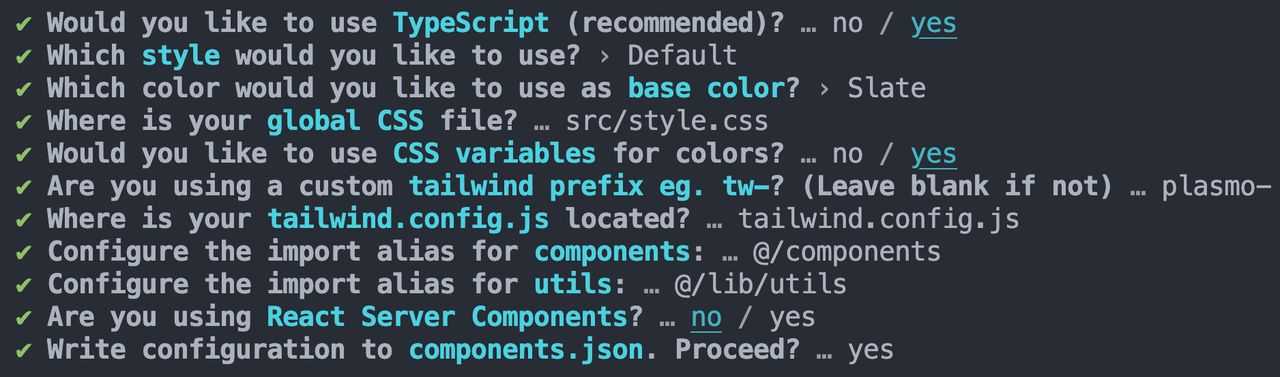 ✔ Would you like to use TypeScript (recommended)? … no / yes
✔ Which style would you like to use? › Default
✔ Which color would you like to use as base color? › Slate
✔ Where is your global CSS file? … src/style.css
✔ Would you like to use CSS variables for colors? … no / yes
✔ Are you using a custom tailwind prefix eg. tw-? (Leave blank if not) … plasmo-
✔ Where is your tailwind.config.js located? … tailwind.config.js
✔ Configure the import alias for components: … @/components
✔ Configure the import alias for utils: … @/lib/utils
✔ Are you using React Server Components? … no / yes
✔ Write configuration to components.json. Proceed? … yes